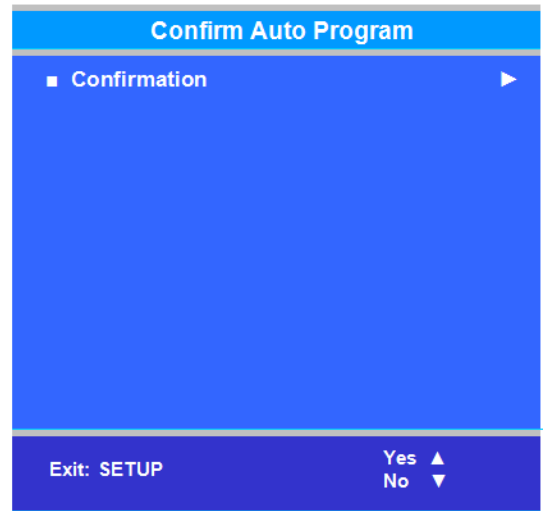 Confirm Auto Program
■ Confirmation ►
Yes ▲
Exit: SETUP
No ▼